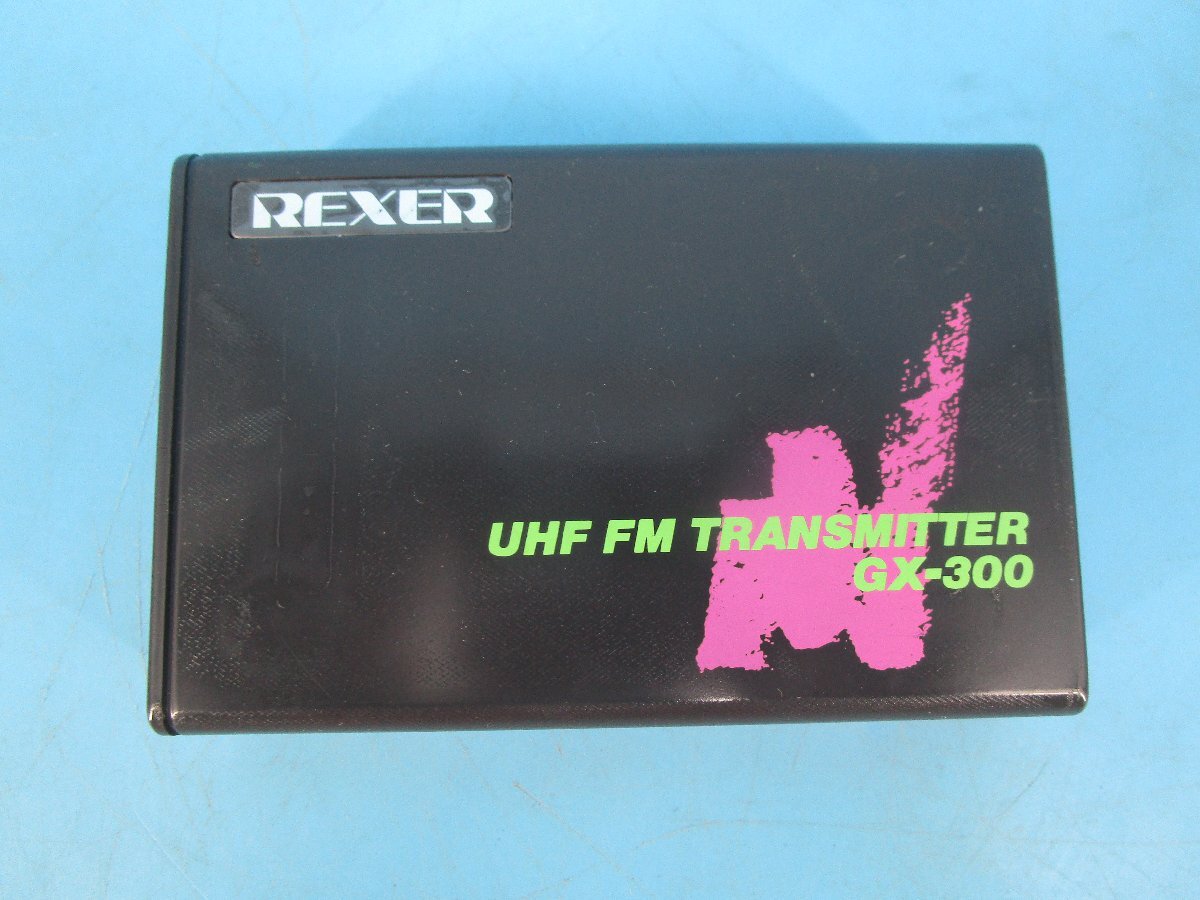 REXER
UHF FM TRANSMITTER
GX-300